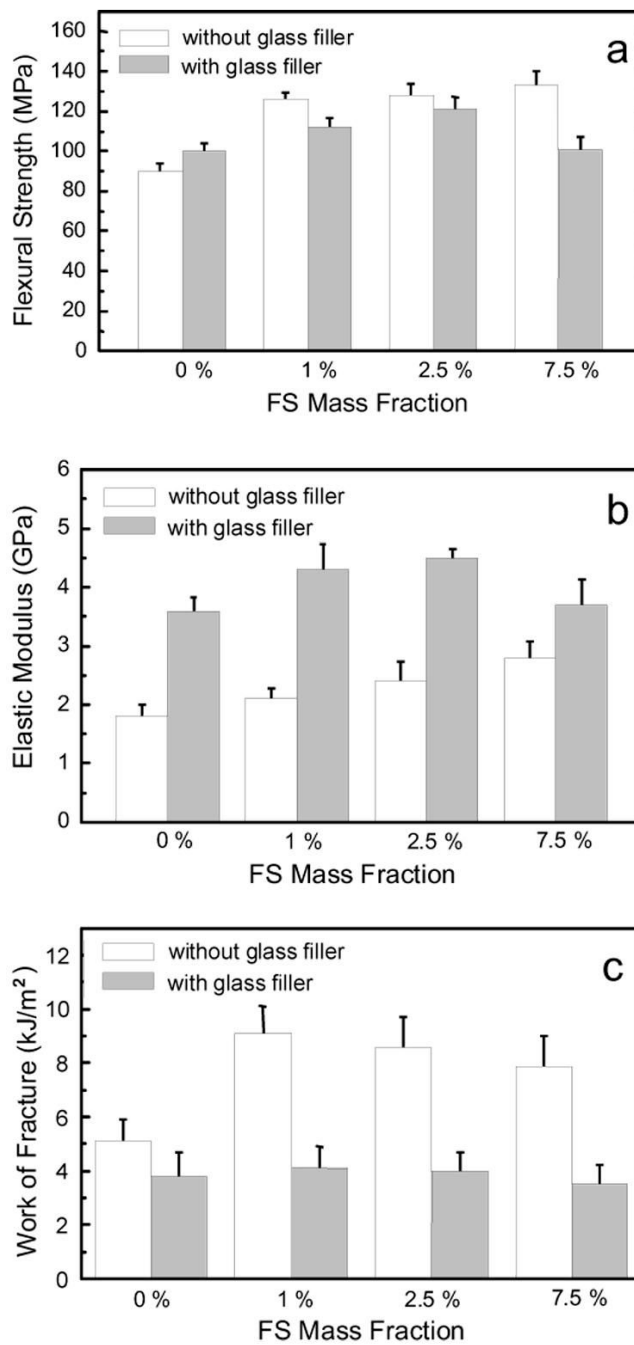 160
without glass filler
a
140
with glass filler
120
100
80
60
40
20
0
Flexural Strength (MPa)
0 %
1 %
2.5 %
7.5 %
FS Mass Fraction
6
without glass filler
b
5
with glass filler
4
3
2
1
0
Elastic Modulus (GPa)
0%
1%
2.5 %
7.5 %
FS Mass Fraction
12
without glass filler
c
with glass filler
10
8
6
4
2
0
Work of Fracture (kJ/m²)
0 %
1 %
2.5 %
7.5 %
FS Mass Fraction